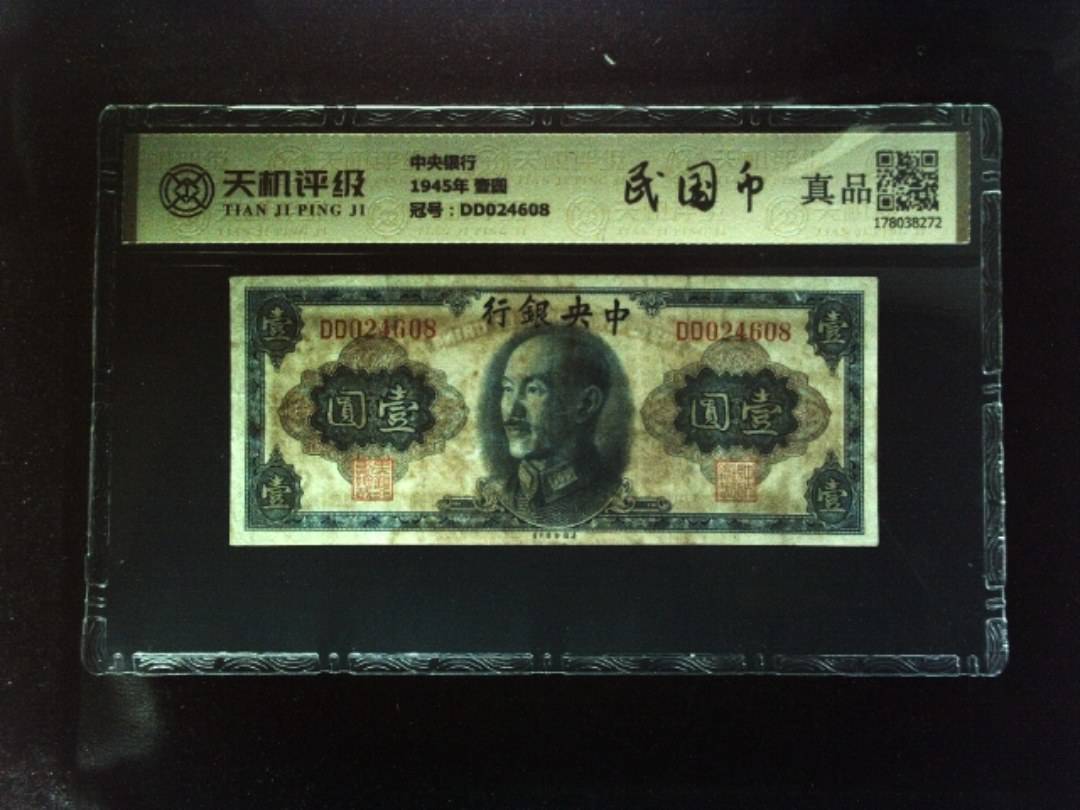 天机评级
TIAN JI PING JI
中央银行
1945年 壹圆
冠号：DD024608
民国币
真品
178038272
行銀央中
壹
DD024608
DD024608
壹
圓壹
圓壹
壹
壹